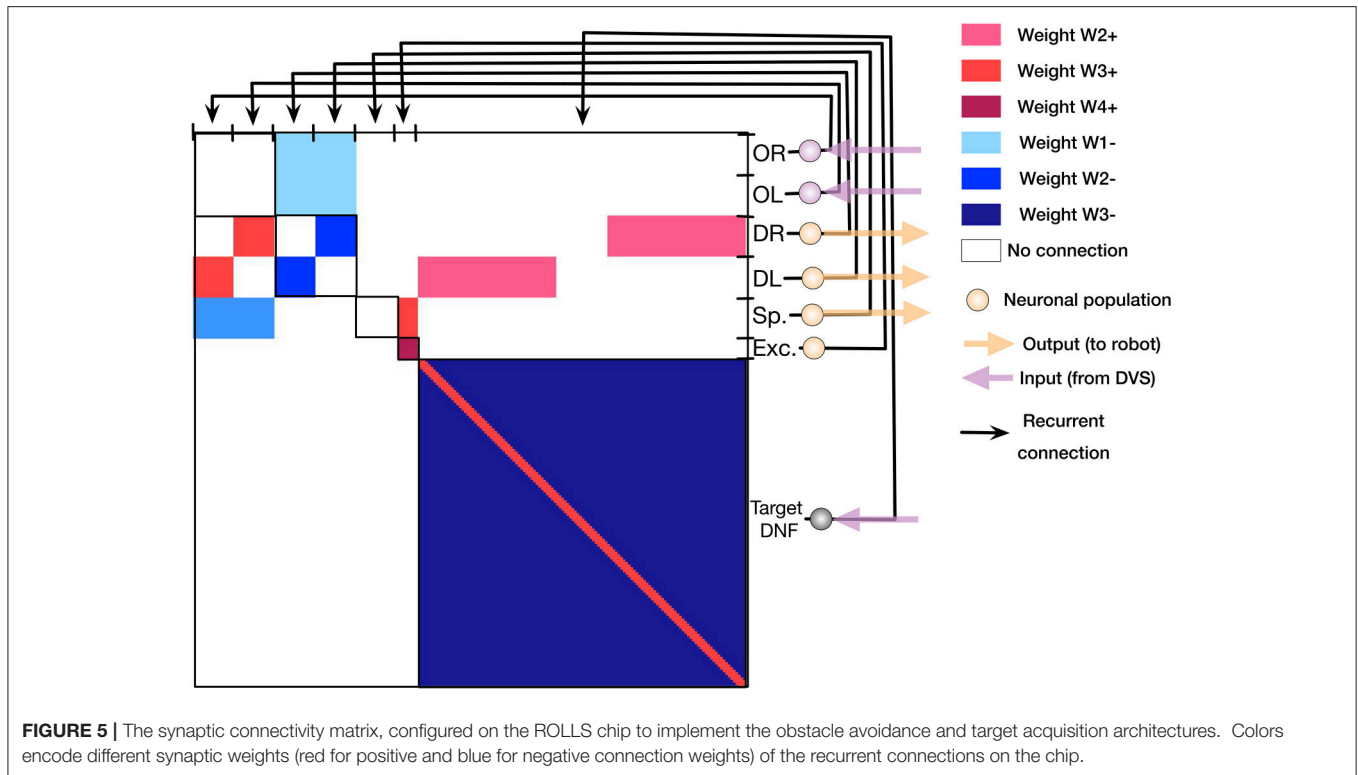 Weight W2+
Weight W3+
Weight W4+
Weight W1-
Weight W2-
Weight W3-
No connection
Neuronal population
Output (to robot)
Input (from DVS)
Recurrent
connection
OR
OL
DR
DL
Sp.
Exc.
Target
DNF
FIGURE 5 | The synaptic connectivity matrix, configured on the ROLLS chip to implement the obstacle avoidance and target acquisition architectures. Colors
encode different synaptic weights (red for positive and blue for negative connection weights) of the recurrent connections on the chip.